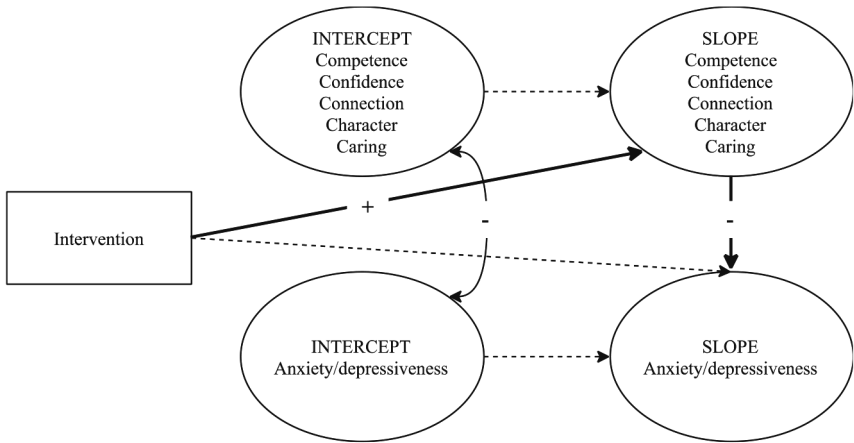 INTERCEPT
Competence
Confidence
Connection
Character
Caring
SLOPE
Competence
Confidence
Connection
Character
Caring
Intervention
+
-
-
INTERCEPT
Anxiety/depressiveness
SLOPE
Anxiety/depressiveness